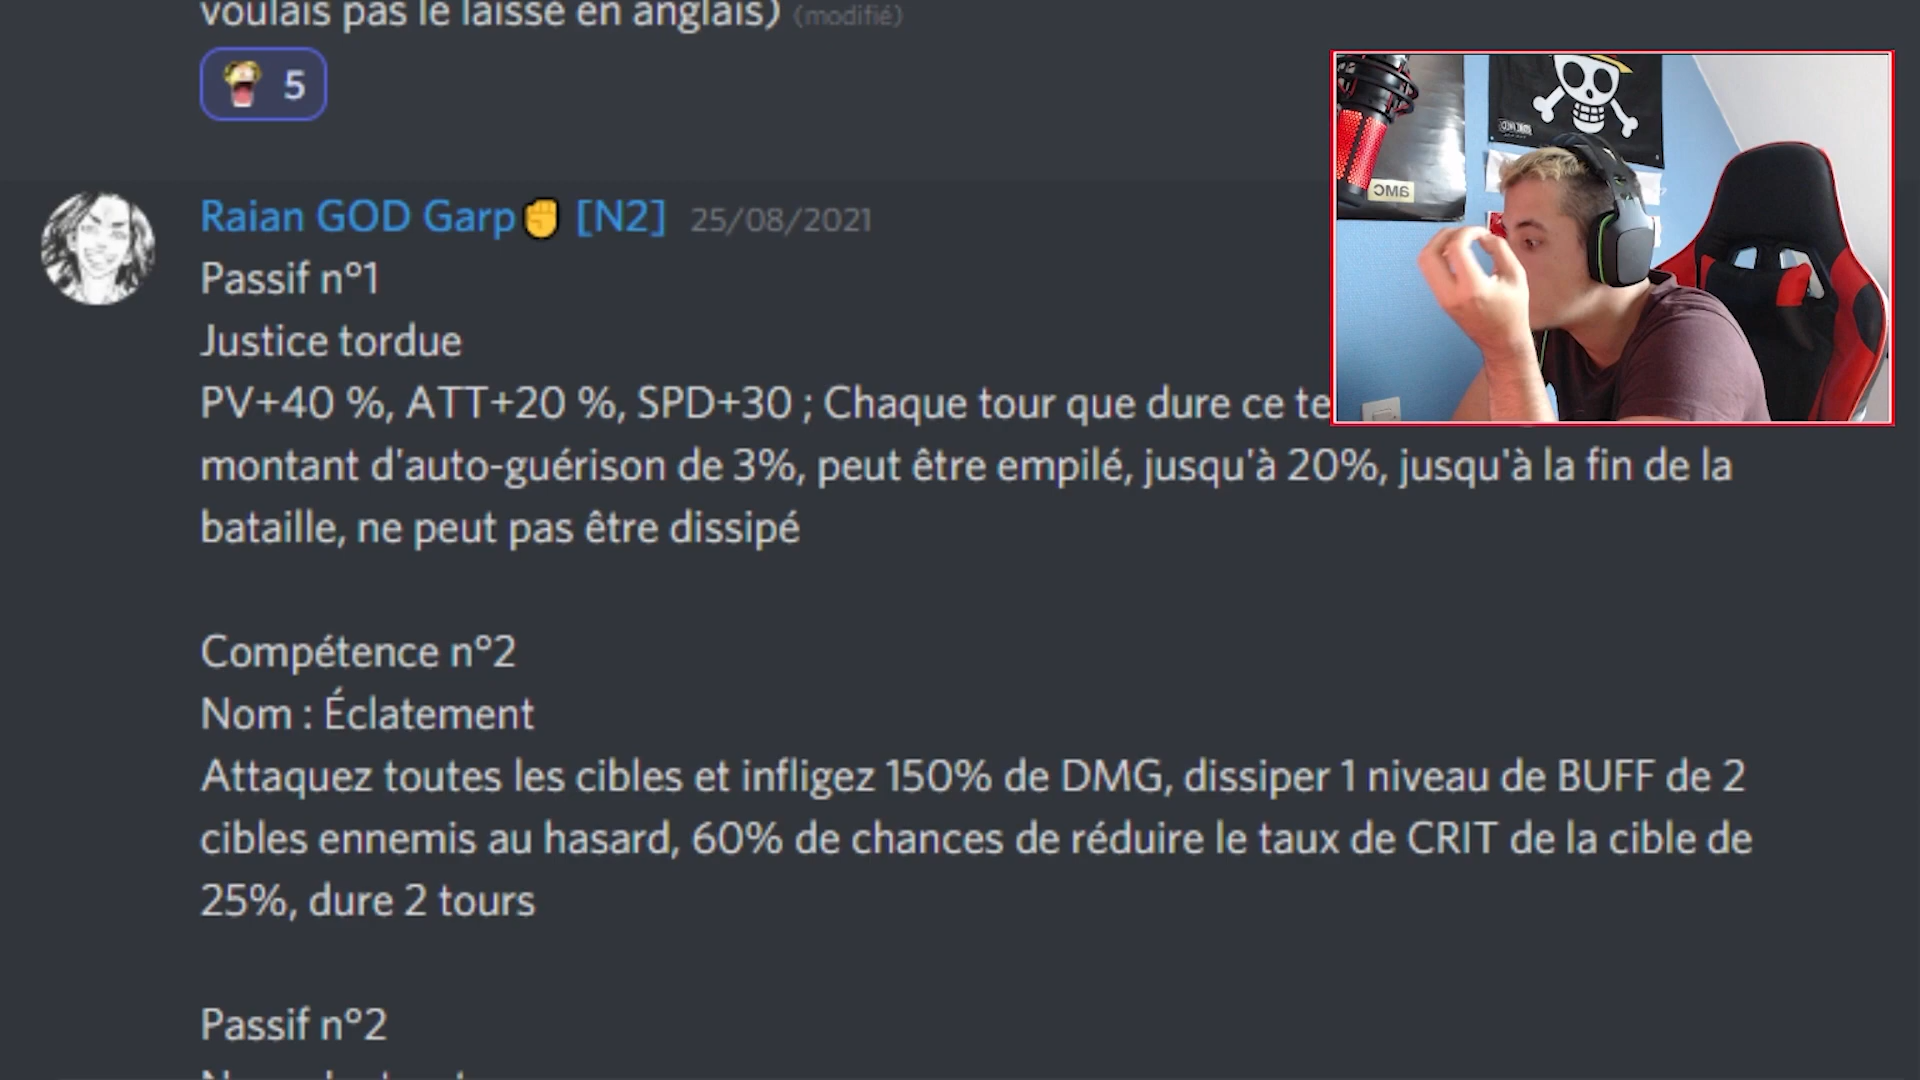 voulais pas le laissé en anglais) (modifié)
5
Raian GOD Garp [N2] 25/08/2021
Passif n°1
Justice tordue
PV+40 %, ATT+20 %, SPD+30 ; Chaque tour que dure ce
montant d'auto-guérison de 3%, peut être empilé, jusqu'à 20%, jusqu'à la fin de la
bataille, ne peut pas être dissipé
Compétence n°2
Nom : Éclatement
Attaquez toutes les cibles et infligez 150% de DMG, dissiper 1 niveau de BUFF de 2
cibles ennemis au hasard, 60% de chances de réduire le taux de CRIT de la cible de
25%, dure 2 tours
Passif n°2
amc